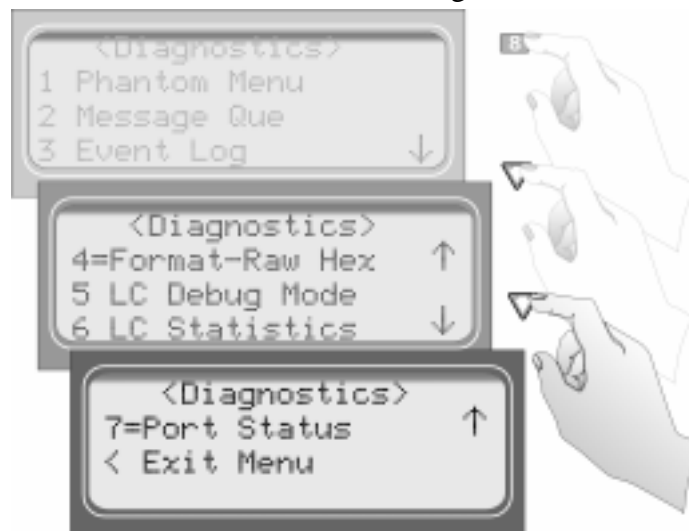 <Diagnostics>
1 Phantom Menu
2 Message Que
3 Event Log ↓
8
<Diagnostics>
4=Format-Raw Hex ↑
5 LC Debug Mode
6 LC Statistics ↓
<Diagnostics>
7=Port Status ↑
< Exit Menu